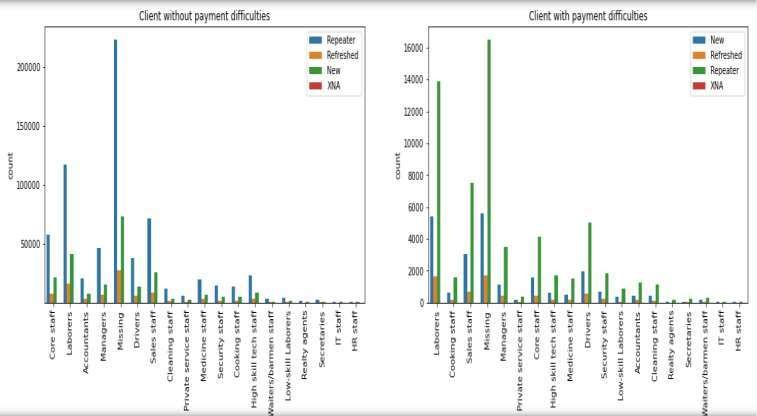 Client without payment difficulties
Repeater
Refreshed
New
XNA
200000
150000
100000
50000
count
Core staff
Laborers
Accountants
Managers
Missing
Drivers
Sales staff
Cleaning staff
Private service staff
Medicine staff
Security staff
Cooking staff
High skill tech staff
Waiters/barmen staff
Low-skill Laborers
Realty agents
Secretaries
IT staff
HR staff
Client with payment difficulties
New
Refreshed
Repeater
XNA
16000
14000
12000
10000
8000
6000
4000
2000
0
count
Laborers
Cooking staff
Sales staff
Missing
Managers
Private service staff
Core staff
High skill tech staff
Medicine staff
Drivers
Security staff
Low-skill Laborers
Accountants
Cleaning staff
Realty agents
Secretaries
Waiters/barmen staff
IT staff
HR staff